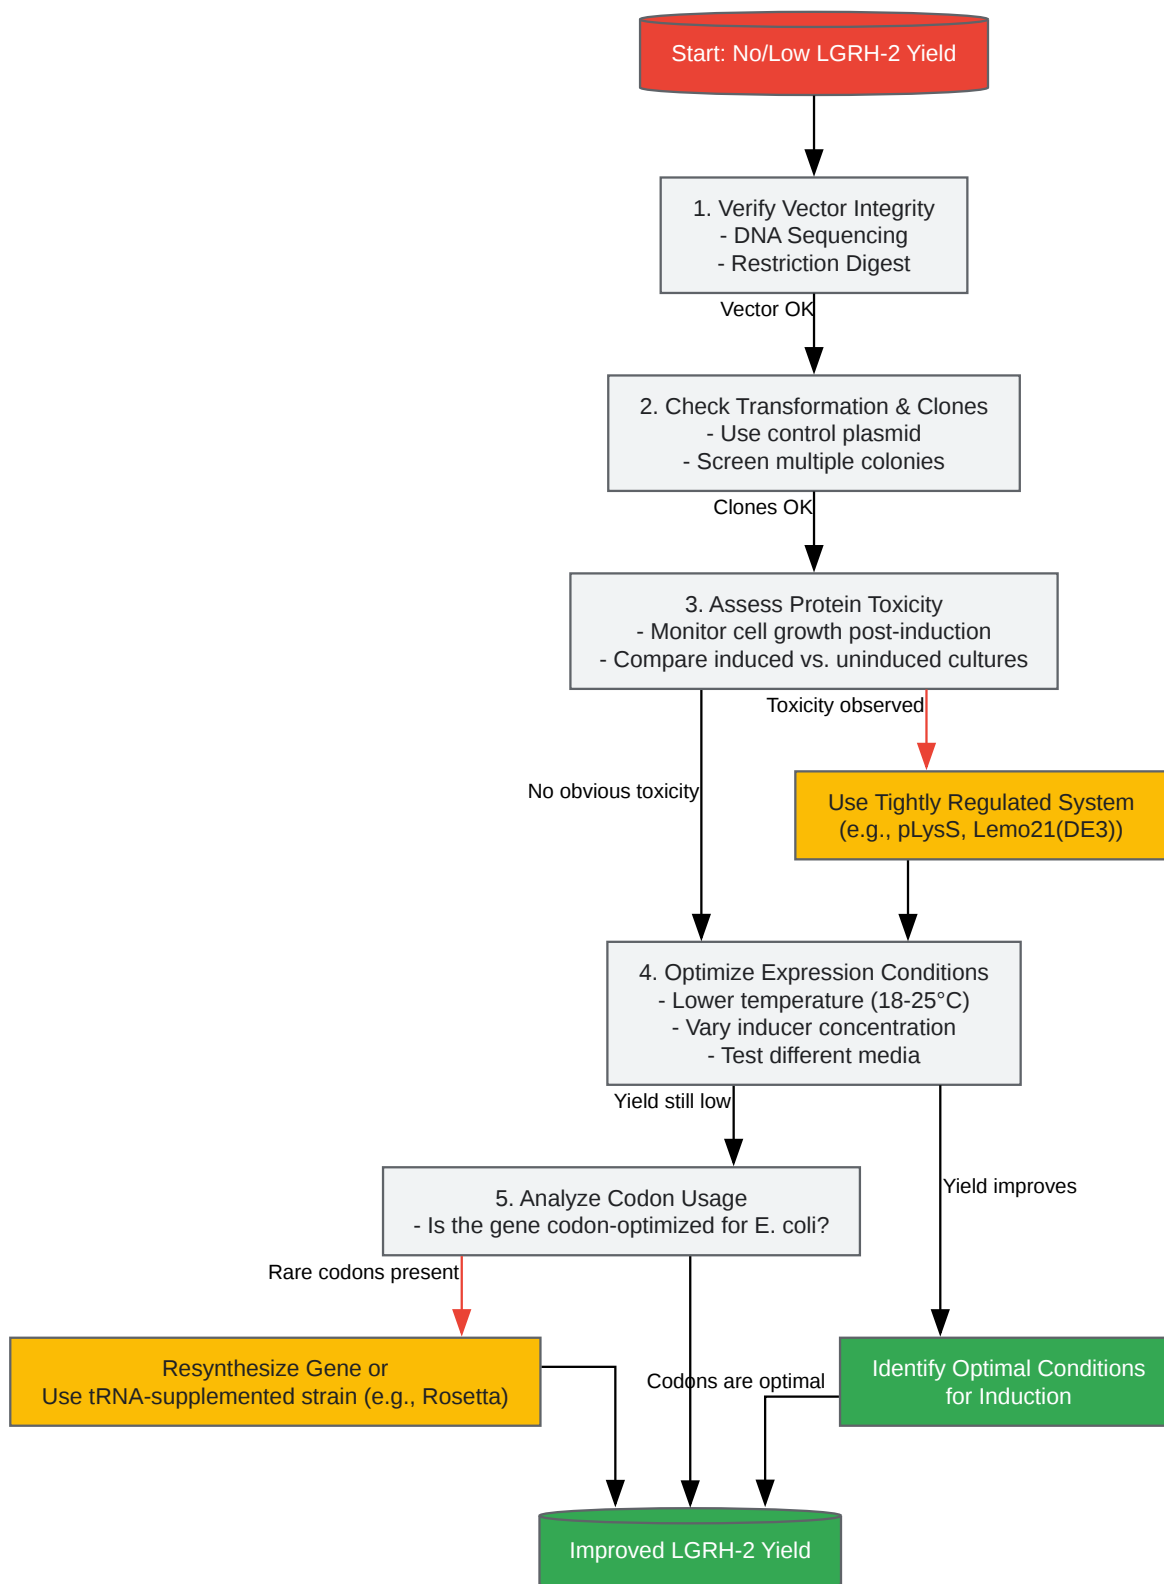 Start: No/Low LGRH-2 Yield
1. Verify Vector Integrity
- DNA Sequencing
- Restriction Digest
Vector OK
2. Check Transformation & Clones
- Use control plasmid
- Screen multiple colonies
Clones OK
3. Assess Protein Toxicity
- Monitor cell growth post-induction
- Compare induced vs. uninduced cultures
Toxicity observed
No obvious toxicity
Use Tightly Regulated System
(e.g., pLysS, Lemo21(DE3))
4. Optimize Expression Conditions
- Lower temperature (18-25°C)
- Vary inducer concentration
- Test different media
Yield still low
Yield improves
5. Analyze Codon Usage
- Is the gene codon-optimized for E. coli?
Rare codons present
Resynthesize Gene or
Use tRNA-supplemented strain (e.g., Rosetta)
Codons are optimal
Identify Optimal Conditions
for Induction
Improved LGRH-2 Yield